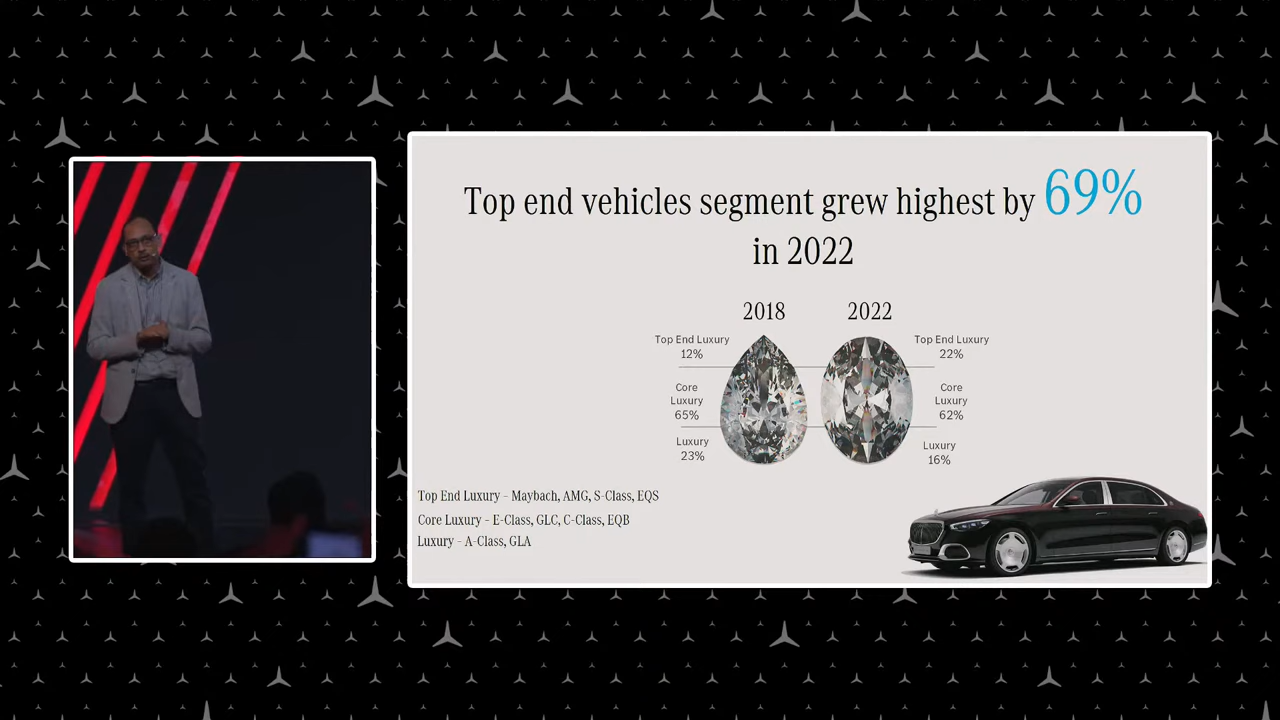 Top end vehicles segment grew highest by 69%
in 2022
2018
2022
Top End Luxury
12%
Top End Luxury
22%
Core
Luxury
65%
Core
Luxury
62%
Luxury
23%
Luxury
16%
Top End Luxury - Maybach, AMG, S-Class, EQS
Core Luxury - E-Class, GLC, C-Class, EQB
Luxury - A-Class, GLA